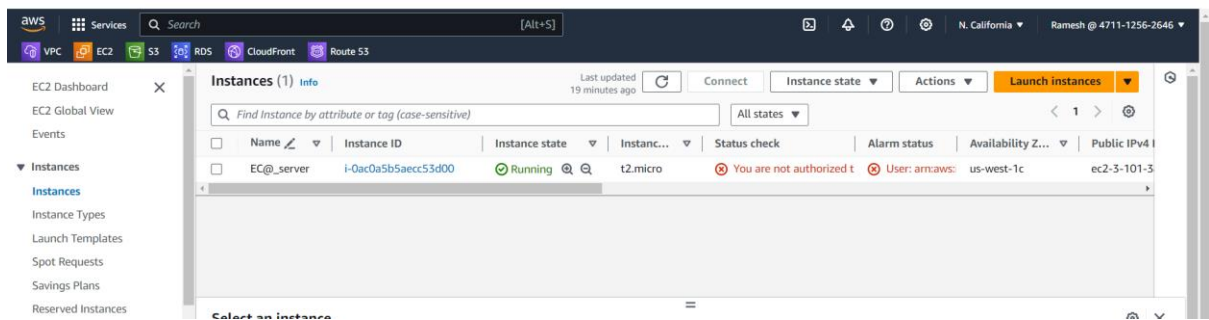 aws Services Search [Alt+S] N. California Ramesh @ 4711-1256-2646
VPC EC2 S3 RDS CloudFront Route 53
EC2 Dashboard
EC2 Global View
Events
Instances
Instances
Instance Types
Launch Templates
Spot Requests
Savings Plans
Reserved Instances
Instances (1) Info
Last updated
19 minutes ago
Connect Instance state Actions Launch instances
Find Instance by attribute or tag (case-sensitive) All states 1
Name Instance ID Instance state Instanc... Status check Alarm status Availability Z... Public IPv4
EC@_server i-0ac0a5b5aecc53d00 Running t2.micro You are not authorized t User: arn:aws: us-west-1c ec2-3-101-3
Select an instance